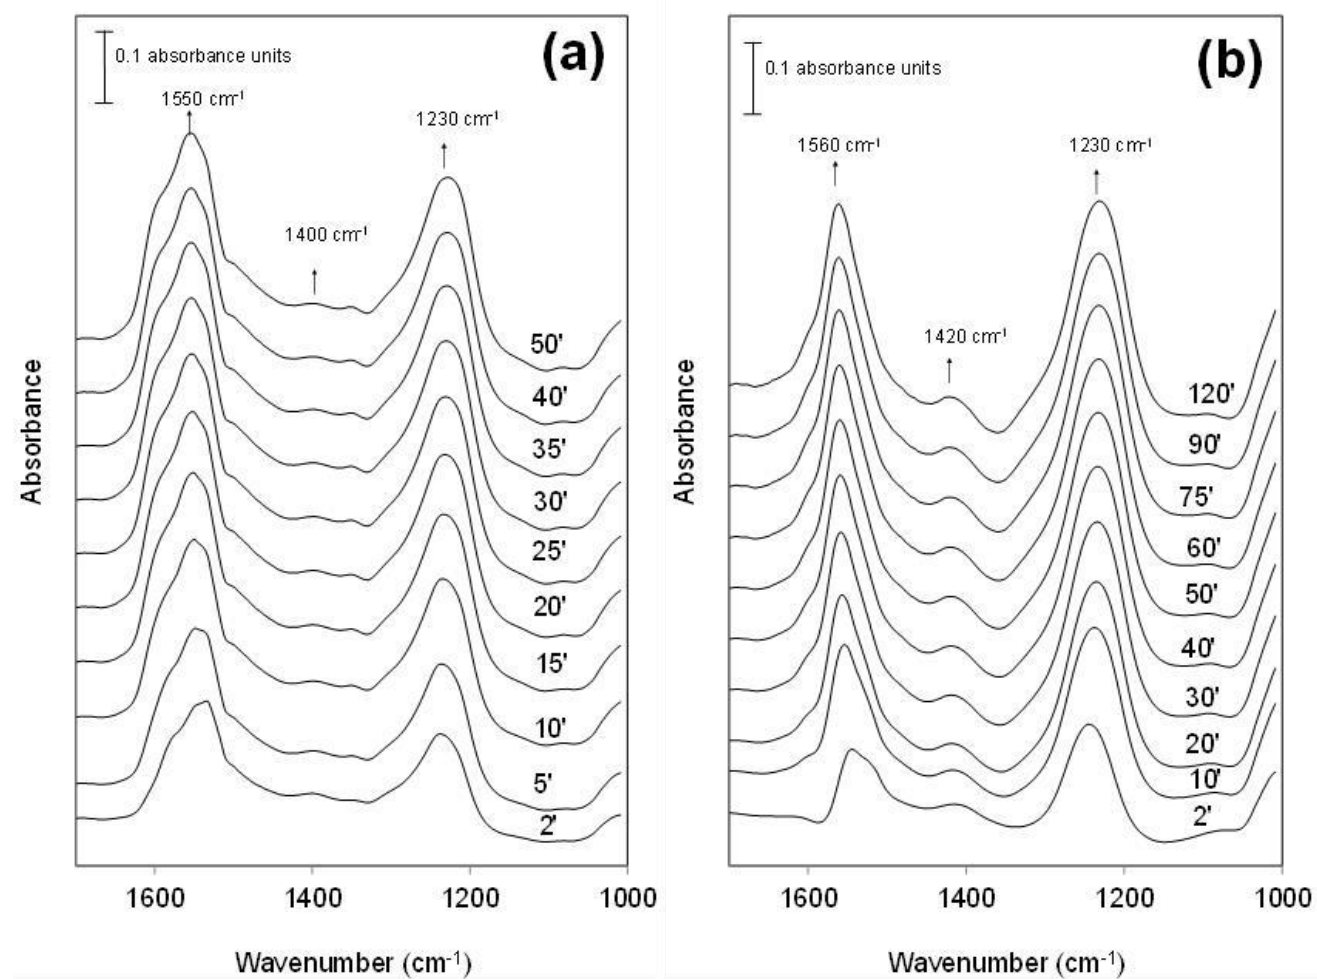 (a)
0.1 absorbance units
1550 cm-1
1230 cm-1
1400 cm-1
50'
40'
35'
30'
25'
20'
15'
10'
5'
2'
Absorbance
1600
1400
1200
1000
Wavenumber (cm-1)
(b)
0.1 absorbance units
1560 cm-1
1230 cm-1
1420 cm-1
120'
90'
75'
60'
50'
40'
30'
20'
10'
2'
Absorbance
1600
1400
1200
1000
Wavenumber (cm-1)